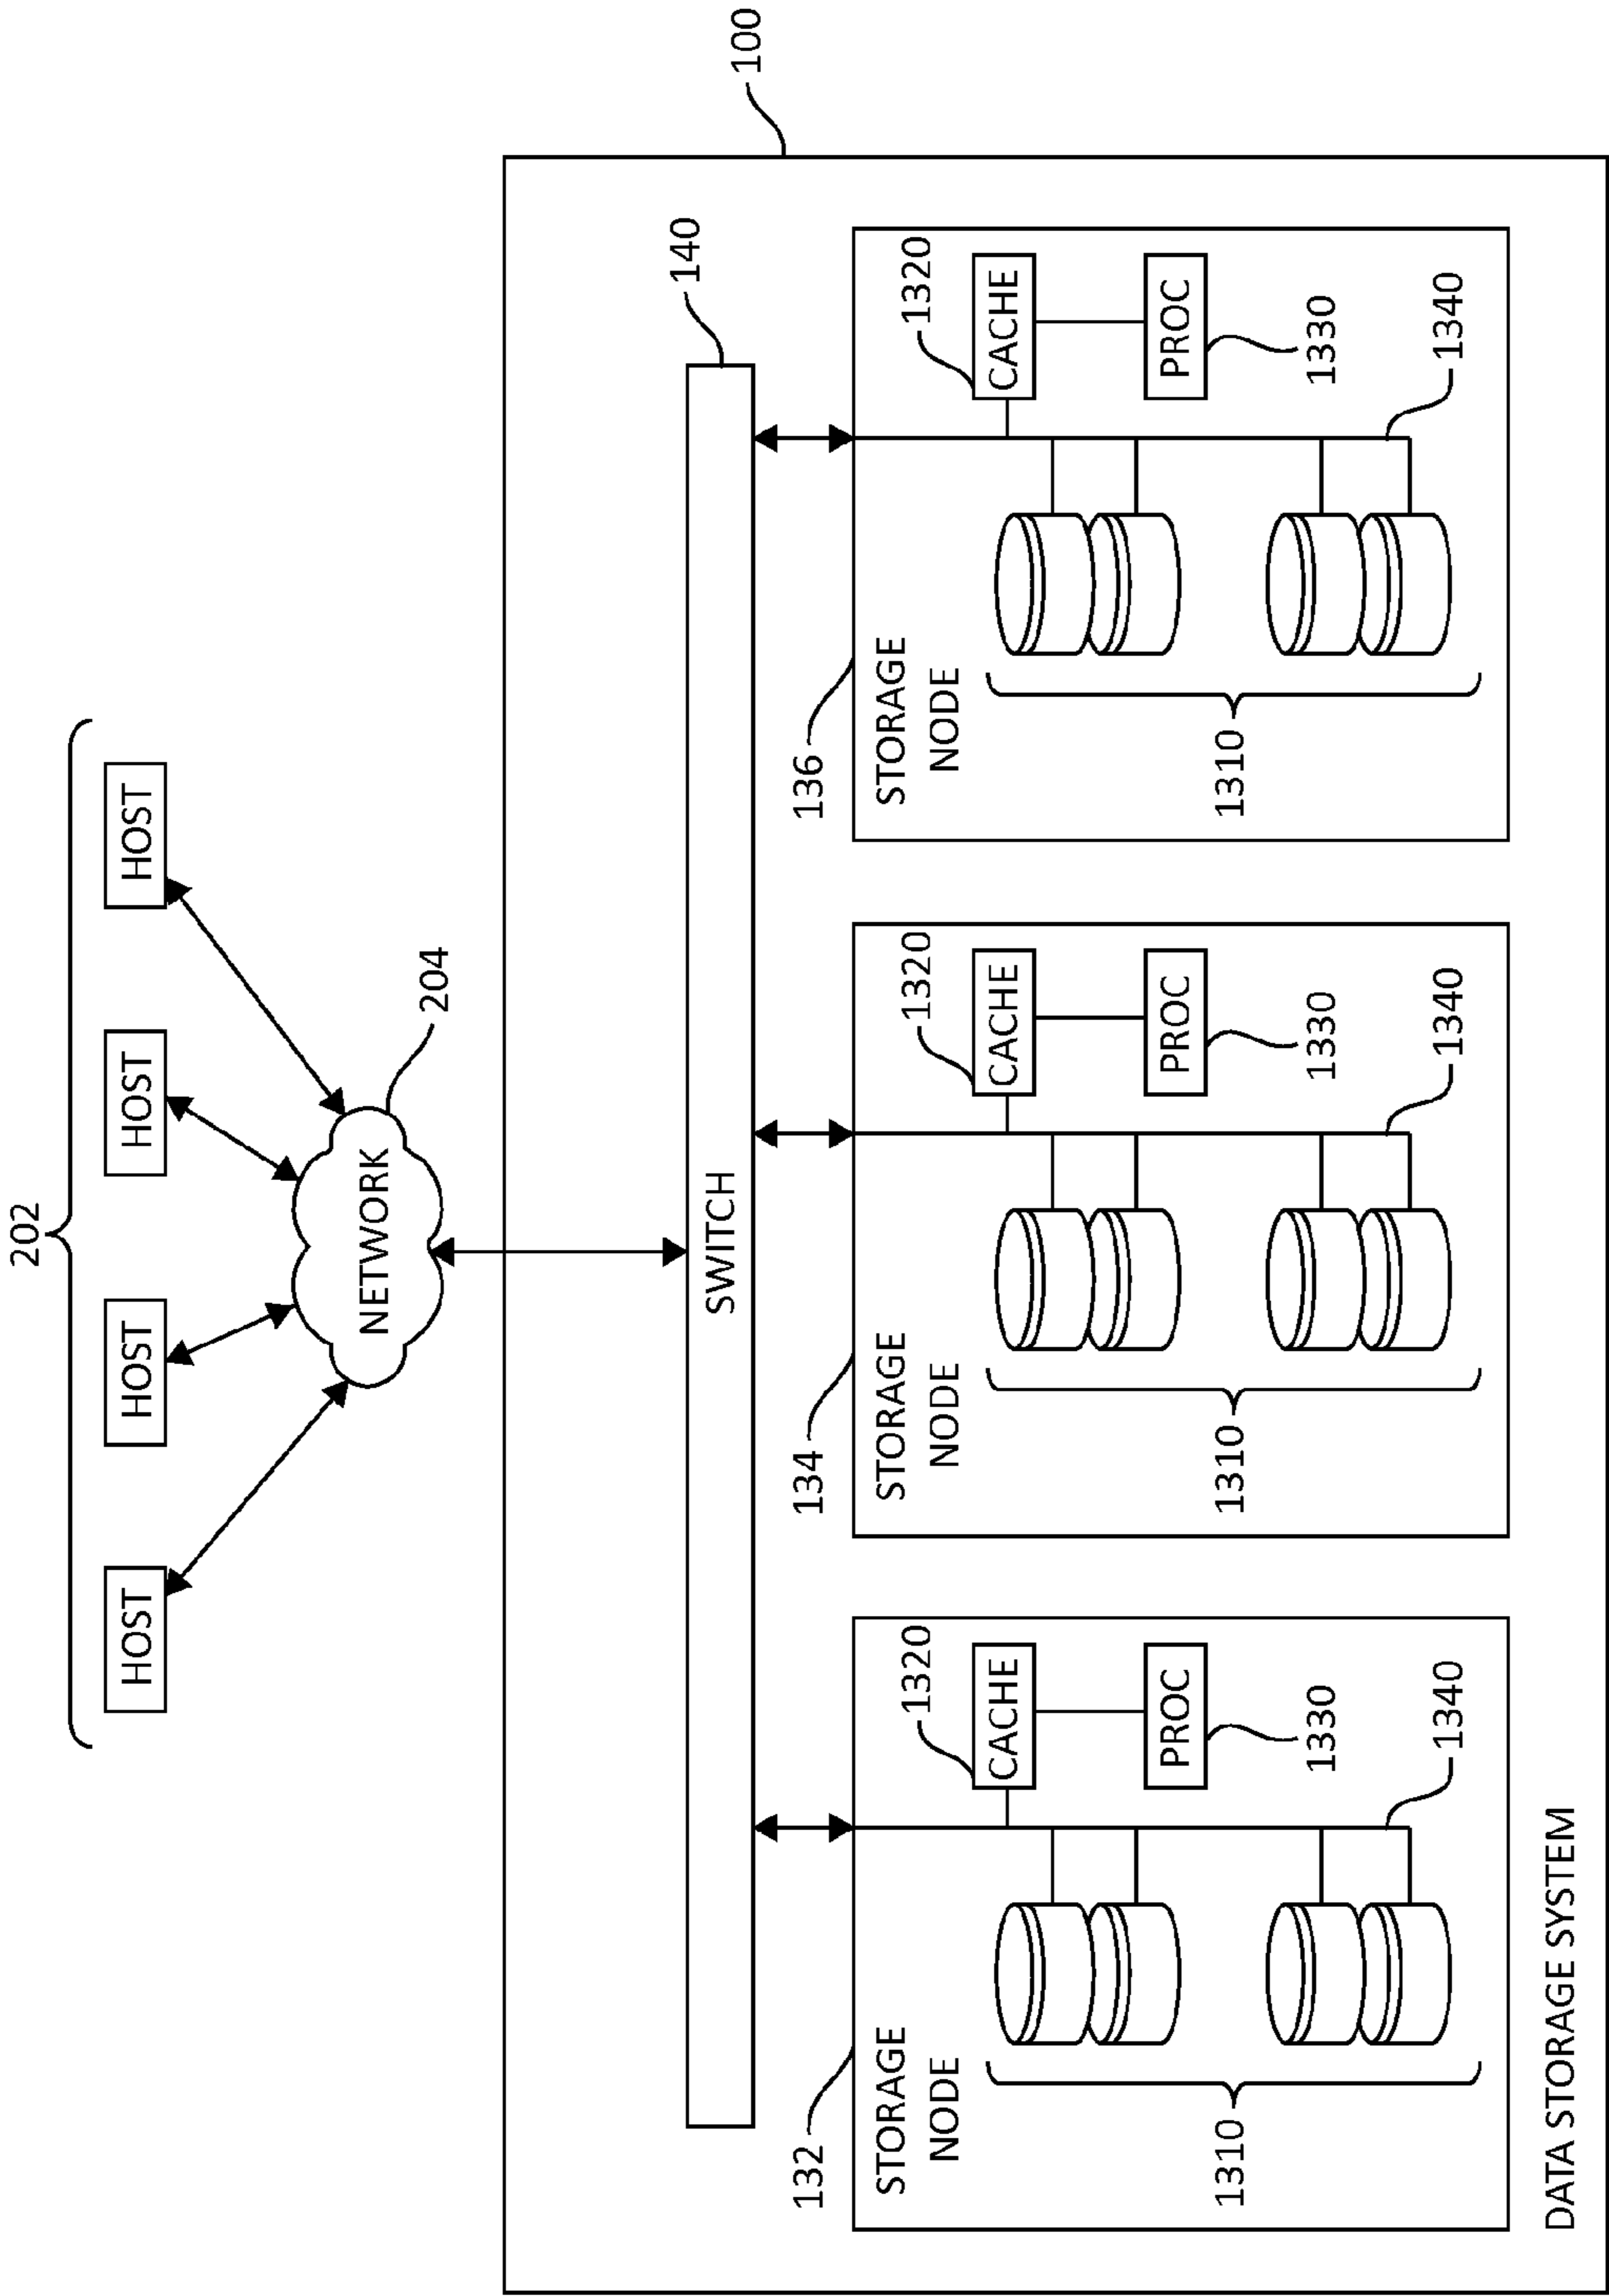 202
HOST
HOST
HOST
HOST
NETWORK
204
100
SWITCH
140
132
STORAGE
NODE
1320
CACHE
PROC
1330
1310
1340
134
STORAGE
NODE
1320
CACHE
PROC
1330
1310
1340
136
STORAGE
NODE
1320
CACHE
PROC
1330
1310
1340
DATA STORAGE SYSTEM